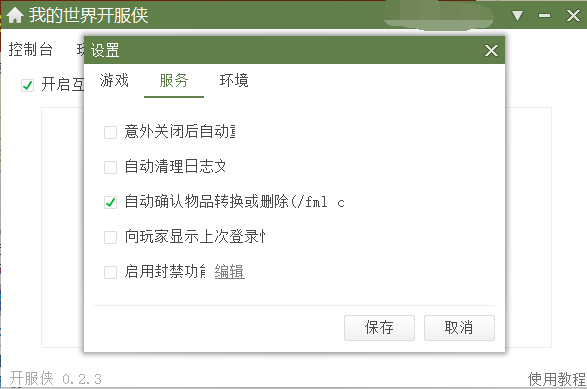 我的世界开服侠
控制台
开启互
设置
游戏 服务 环境
意外关闭后自动
自动清理日志文
自动确认物品转换或删除(/fml c
向玩家显示上次登录
启用封禁功 编辑
保存 取消
开服侠 0.2.3 使用教程